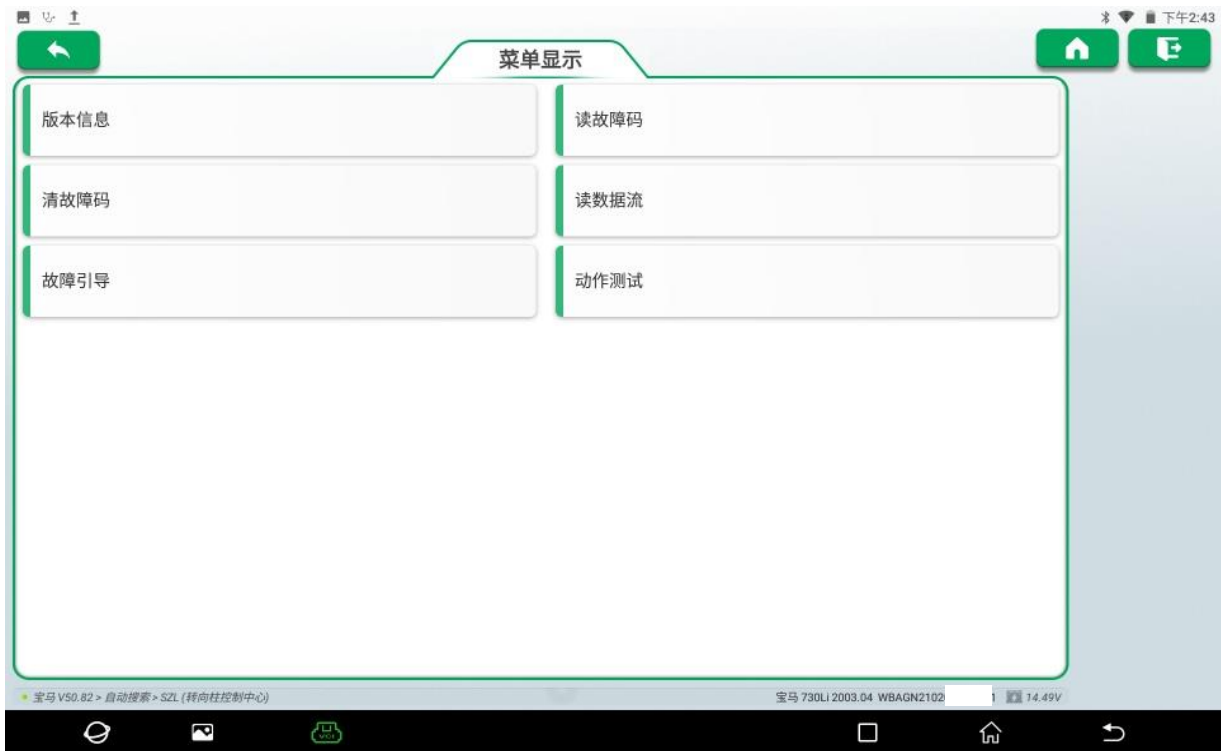 下午2:43
菜单显示
版本信息
读故障码
清故障码
读数据流
故障引导
动作测试
宝马 V50.82 > 自动搜索 > SZL (转向柱控制中心)
宝马 730Li 2003.04 WBAGN2102 1 14.49V
VCI